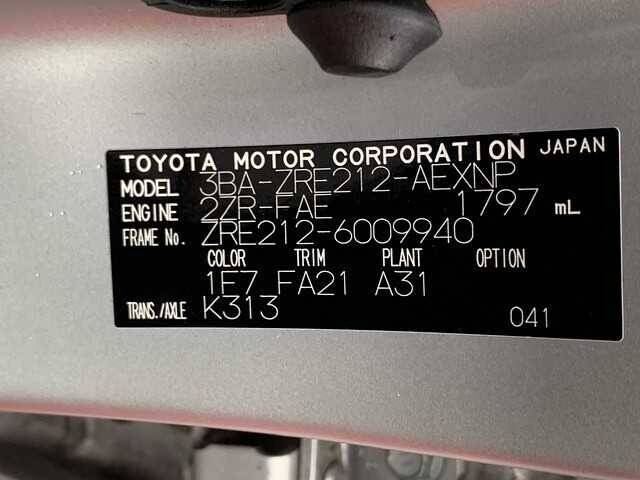 TOYOTA MOTOR CORPORATION JAPAN
MODEL 3BA-ZRE212-AEXNP
ENGINE 2ZR-FAE 1797 mL
FRAME No. ZRE212-6009940
COLOR TRIM PLANT OPTION
1F7 FA21 A31
TRANS./AXLE K313 041